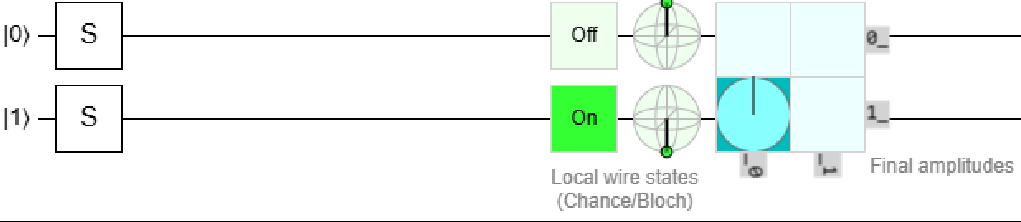 |0⟩ S Off 0_
|1⟩ S On 1_
_0 _1 Final amplitudes
Local wire states
(Chance/Bloch)